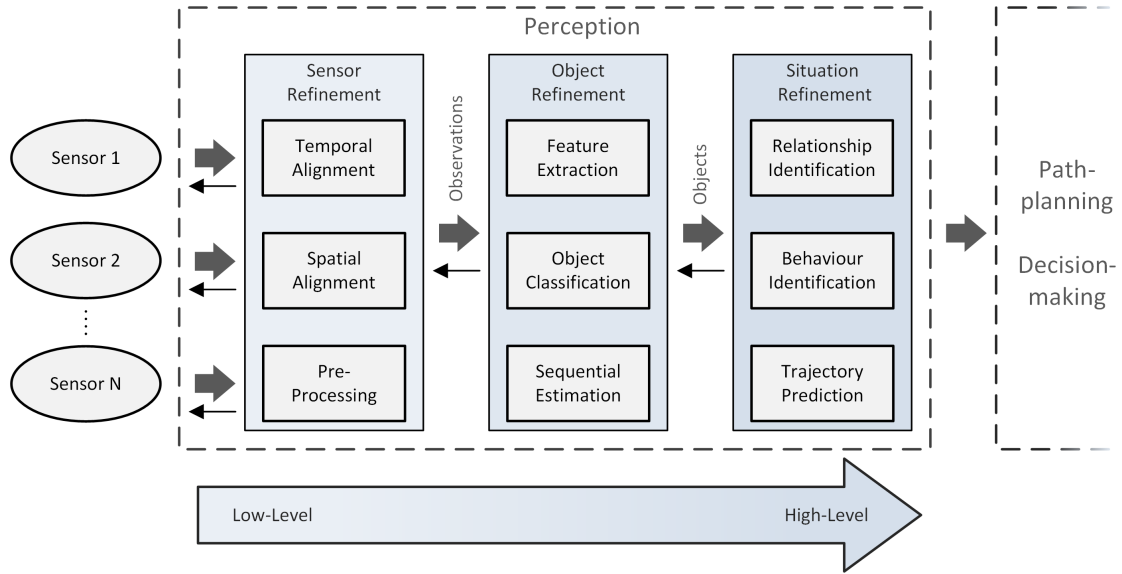 Perception
Sensor
Refinement
Object
Refinement
Situation
Refinement
Sensor 1
Temporal
Alignment
Observations
Feature
Extraction
Objects
Relationship
Identification
Path-
planning
Sensor 2
Spatial
Alignment
Object
Classification
Behaviour
Identification
Decision-
making
Sensor N
Pre-
Processing
Sequential
Estimation
Trajectory
Prediction
Low-Level
High-Level